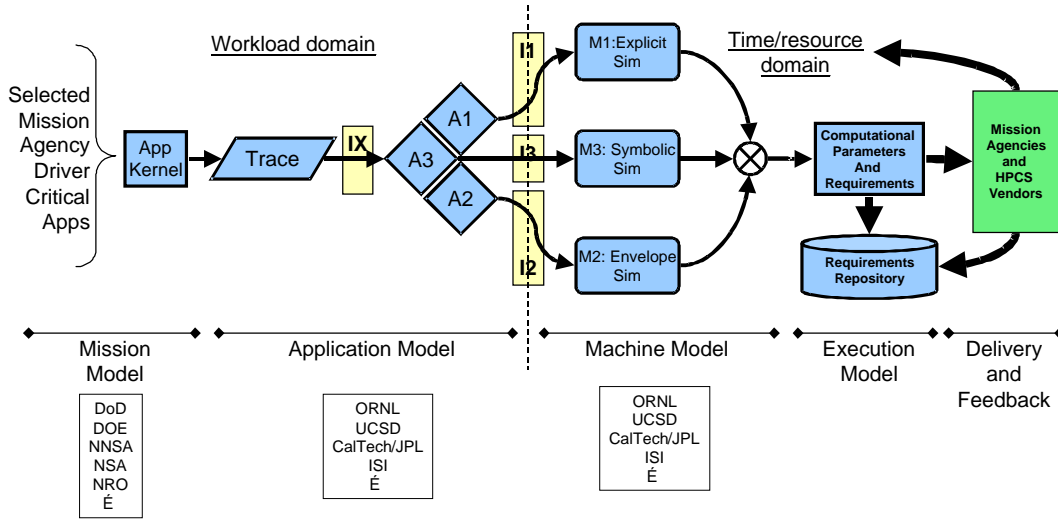 Workload domain
Time/resource
domain
Selected
Mission
Agency
Driver
Critical
Apps
App
Kernel
Trace
IX
A1
A3
A2
I1
I3
I2
M1:Explicit
Sim
M3: Symbolic
Sim
M2: Envelope
Sim
Computational
Parameters
And
Requirements
Requirements
Repository
Mission
Agencies
and
HPCS
Vendors
Mission
Model
Application Model
Machine Model
Execution
Model
Delivery
and
Feedback
DoD
DOE
NNSA
NSA
NRO
É
ORNL
UCSD
CalTech/JPL
ISI
É
ORNL
UCSD
CalTech/JPL
ISI
É